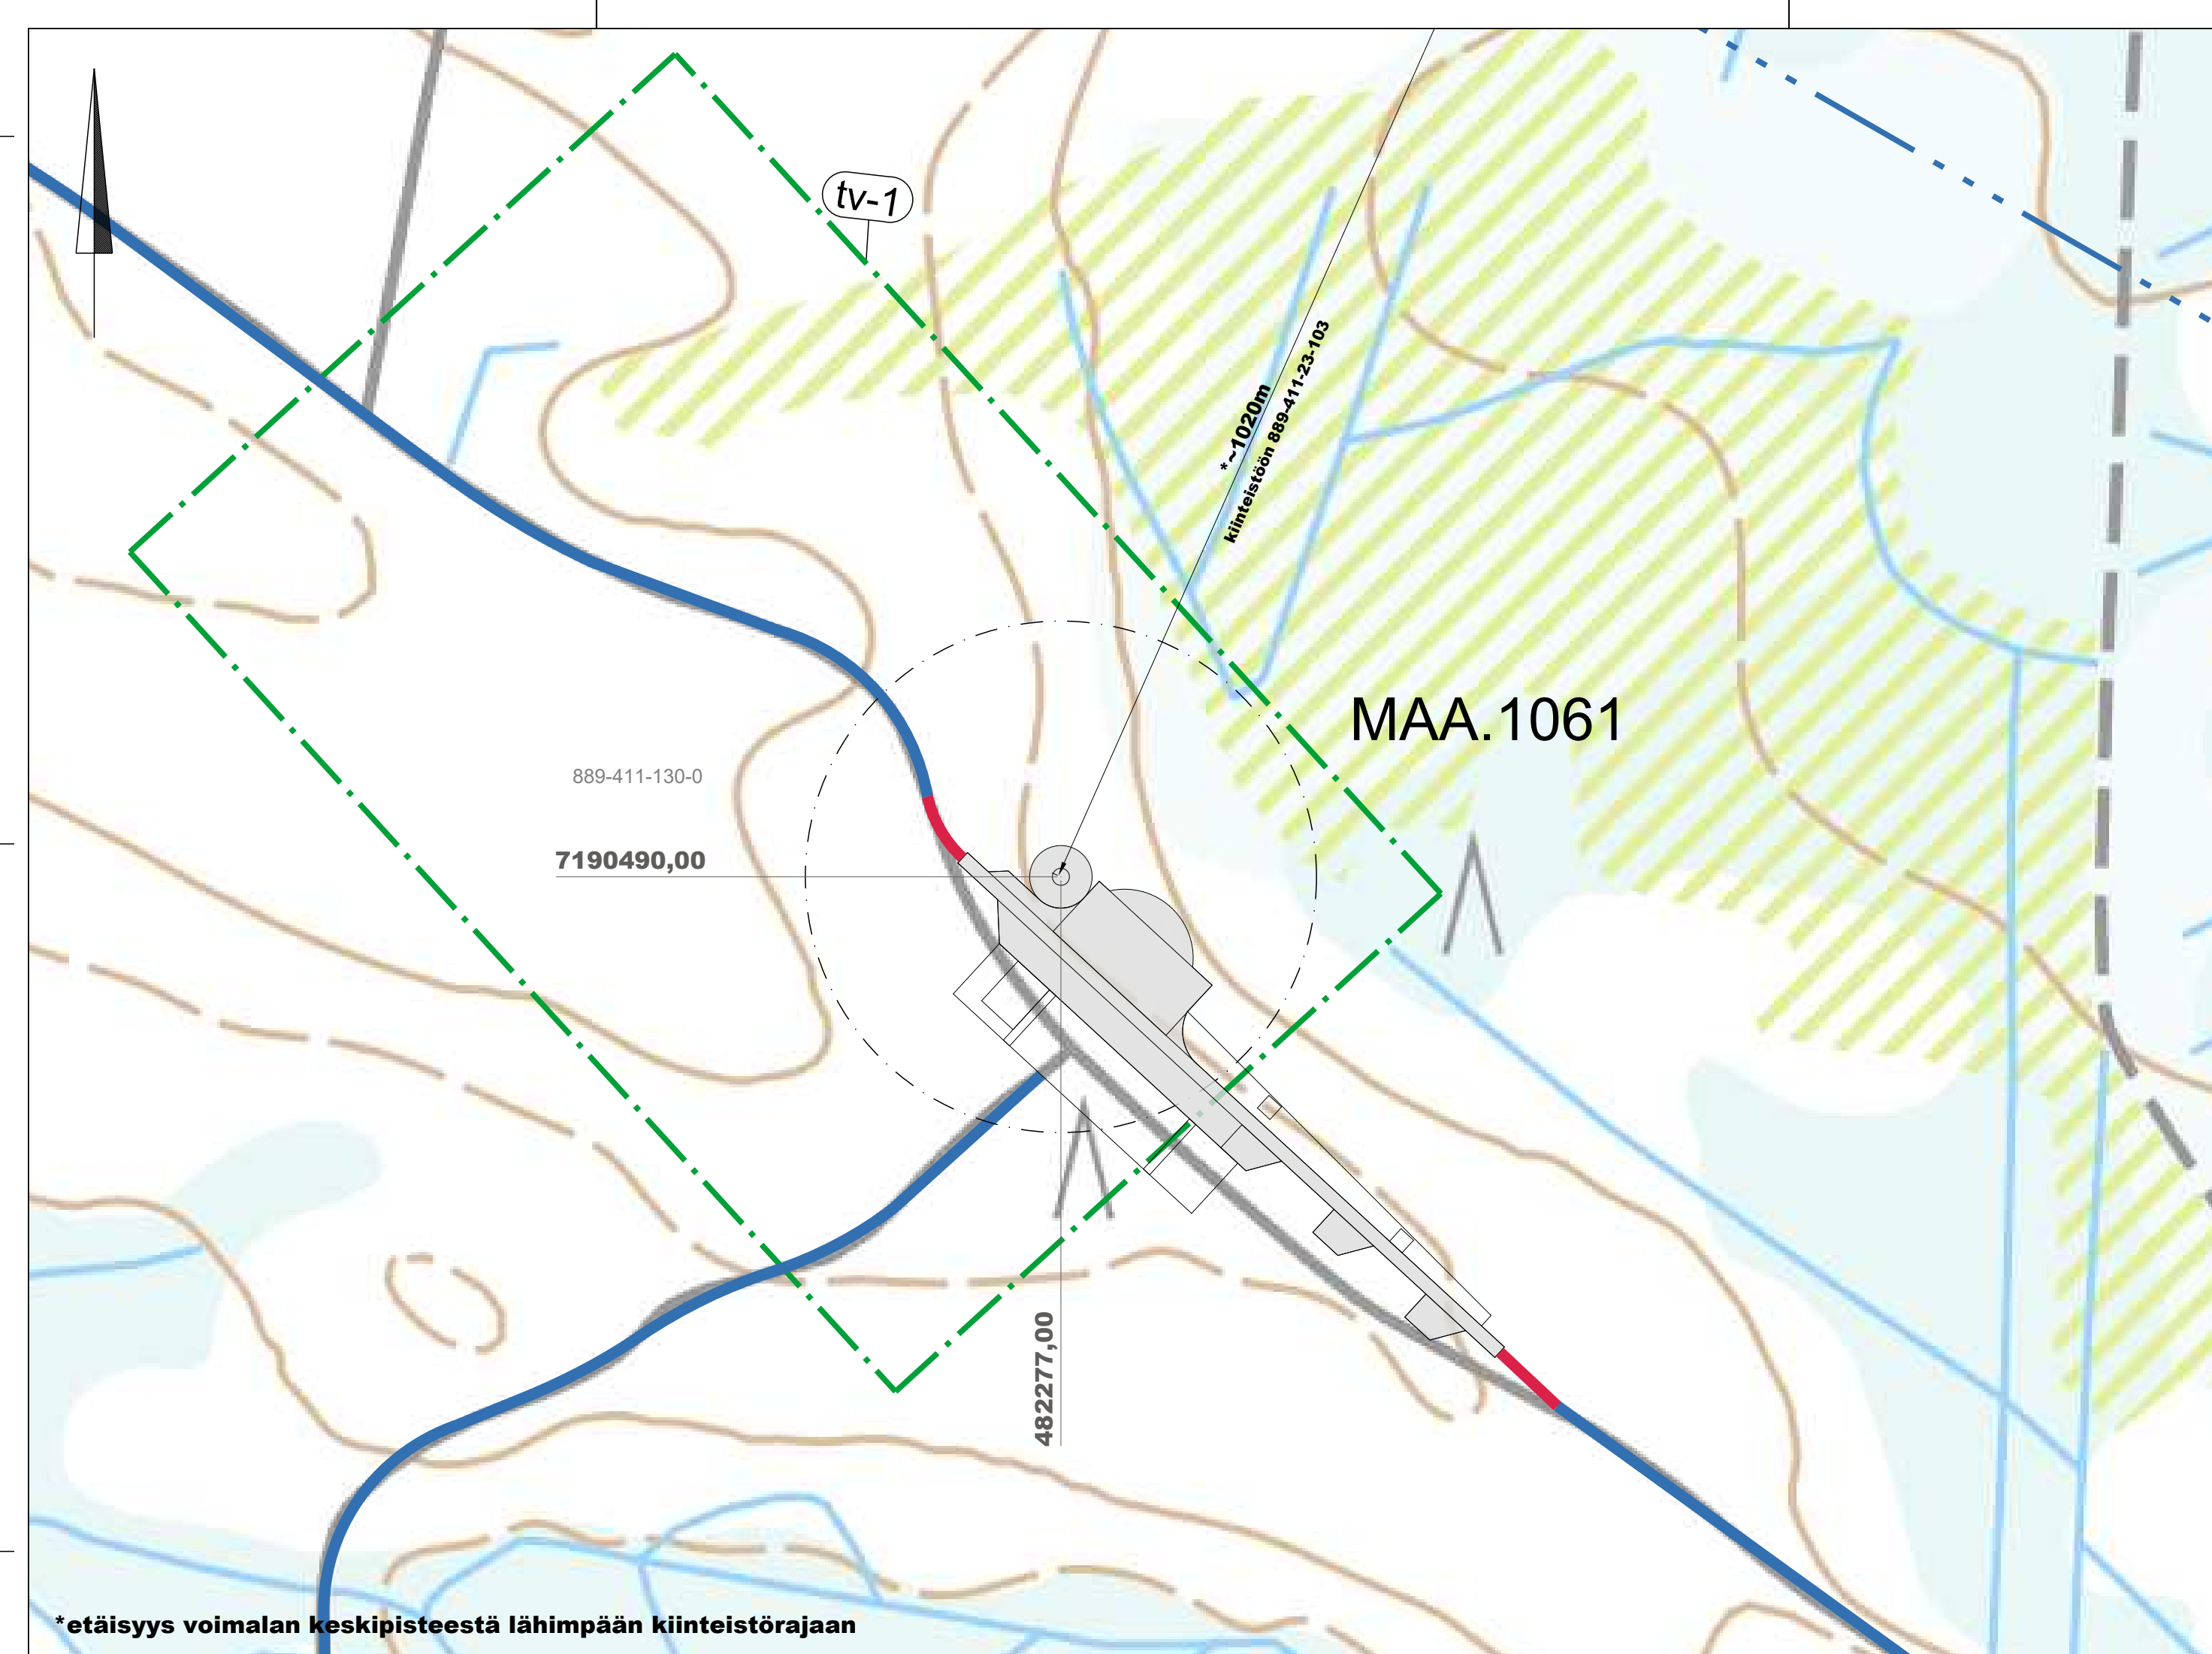 tv-1
*~1020m
kiinteistöön 889-411-23-103
MAA.1061
889-411-130-0
7190490,00
482277,00
*etäisyys voimalan keskipisteestä lähimpään kiinteistörajaan